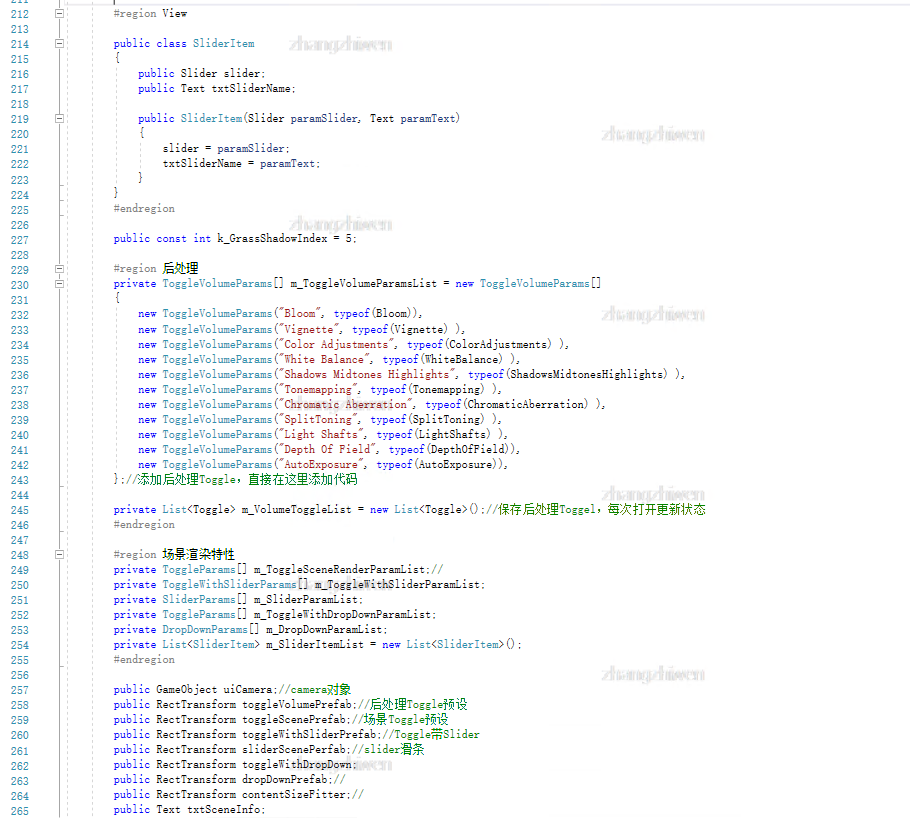 212 #region View
213
214 public class SliderItem
215 {
216 public Slider slider;
217 public Text txtSliderName;
218
219 public SliderItem(Slider paramSlider, Text paramText)
220 {
221 slider = paramSlider;
222 txtSliderName = paramText;
223 }
224 }
225 #endregion
226
227 public const int k_GrassShadowIndex = 5;
228
229 #region 后处理
230 private ToggleVolumeParams[] m_ToggleVolumeParamsList = new ToggleVolumeParams[]
231 {
232 new ToggleVolumeParams("Bloom", typeof(Bloom)),
233 new ToggleVolumeParams("Vignette", typeof(Vignette) ),
234 new ToggleVolumeParams("Color Adjustments", typeof(ColorAdjustments) ),
235 new ToggleVolumeParams("White Balance", typeof(WhiteBalance) ),
236 new ToggleVolumeParams("Shadows Midtones Highlights", typeof(ShadowsMidtonesHighlights) ),
237 new ToggleVolumeParams("Tonemapping", typeof(Tonemapping) ),
238 new ToggleVolumeParams("Chromatic Aberration", typeof(ChromaticAberration) ),
239 new ToggleVolumeParams("SplitToning", typeof(SplitToning) ),
240 new ToggleVolumeParams("Light Shafts", typeof(LightShafts) ),
241 new ToggleVolumeParams("Depth Of Field", typeof(DepthOfField)),
242 new ToggleVolumeParams("AutoExposure", typeof(AutoExposure)),
243 };//添加后处理Toggle，直接在这里添加代码
244
245 private List<Toggle> m_VolumeToggleList = new List<Toggle>();//保存后处理Toggel，每次打开更新状态
246 #endregion
247
248 #region 场景渲染特性
249 private ToggleParams[] m_ToggleSceneRenderParamList;//
250 private ToggleWithSliderParams[] m_ToggleWithSliderParamList;
251 private SliderParams[] m_SliderParamList;
252 private ToggleParams[] m_ToggleWithDropDownParamList;
253 private DropDownParams[] m_DropDownParamList;
254 private List<SliderItem> m_SliderItemList = new List<SliderItem>();
255 #endregion
256
257 public GameObject uiCamera;//camera对象
258 public RectTransform toggleVolumePrefab;//后处理Toggle预设
259 public RectTransform toggleScenePrefab;//场景Toggle预设
260 public RectTransform toggleWithSliderPrefab;//Toggle带Slider
261 public RectTransform sliderScenePerfab;//slider滑条
262 public RectTransform toggleWithDropDown;
263 public RectTransform dropDownPrefab;//
264 public RectTransform contentSizeFitter;//
265 public Text txtSceneInfo;
zhangzhiwen
zhangzhiwen
zhangzhiwen
zhangzhiwen
zhangzhiwen
zhangzhiwen
zhangzhiwen
zhangzhiwen
zhangzhiwen